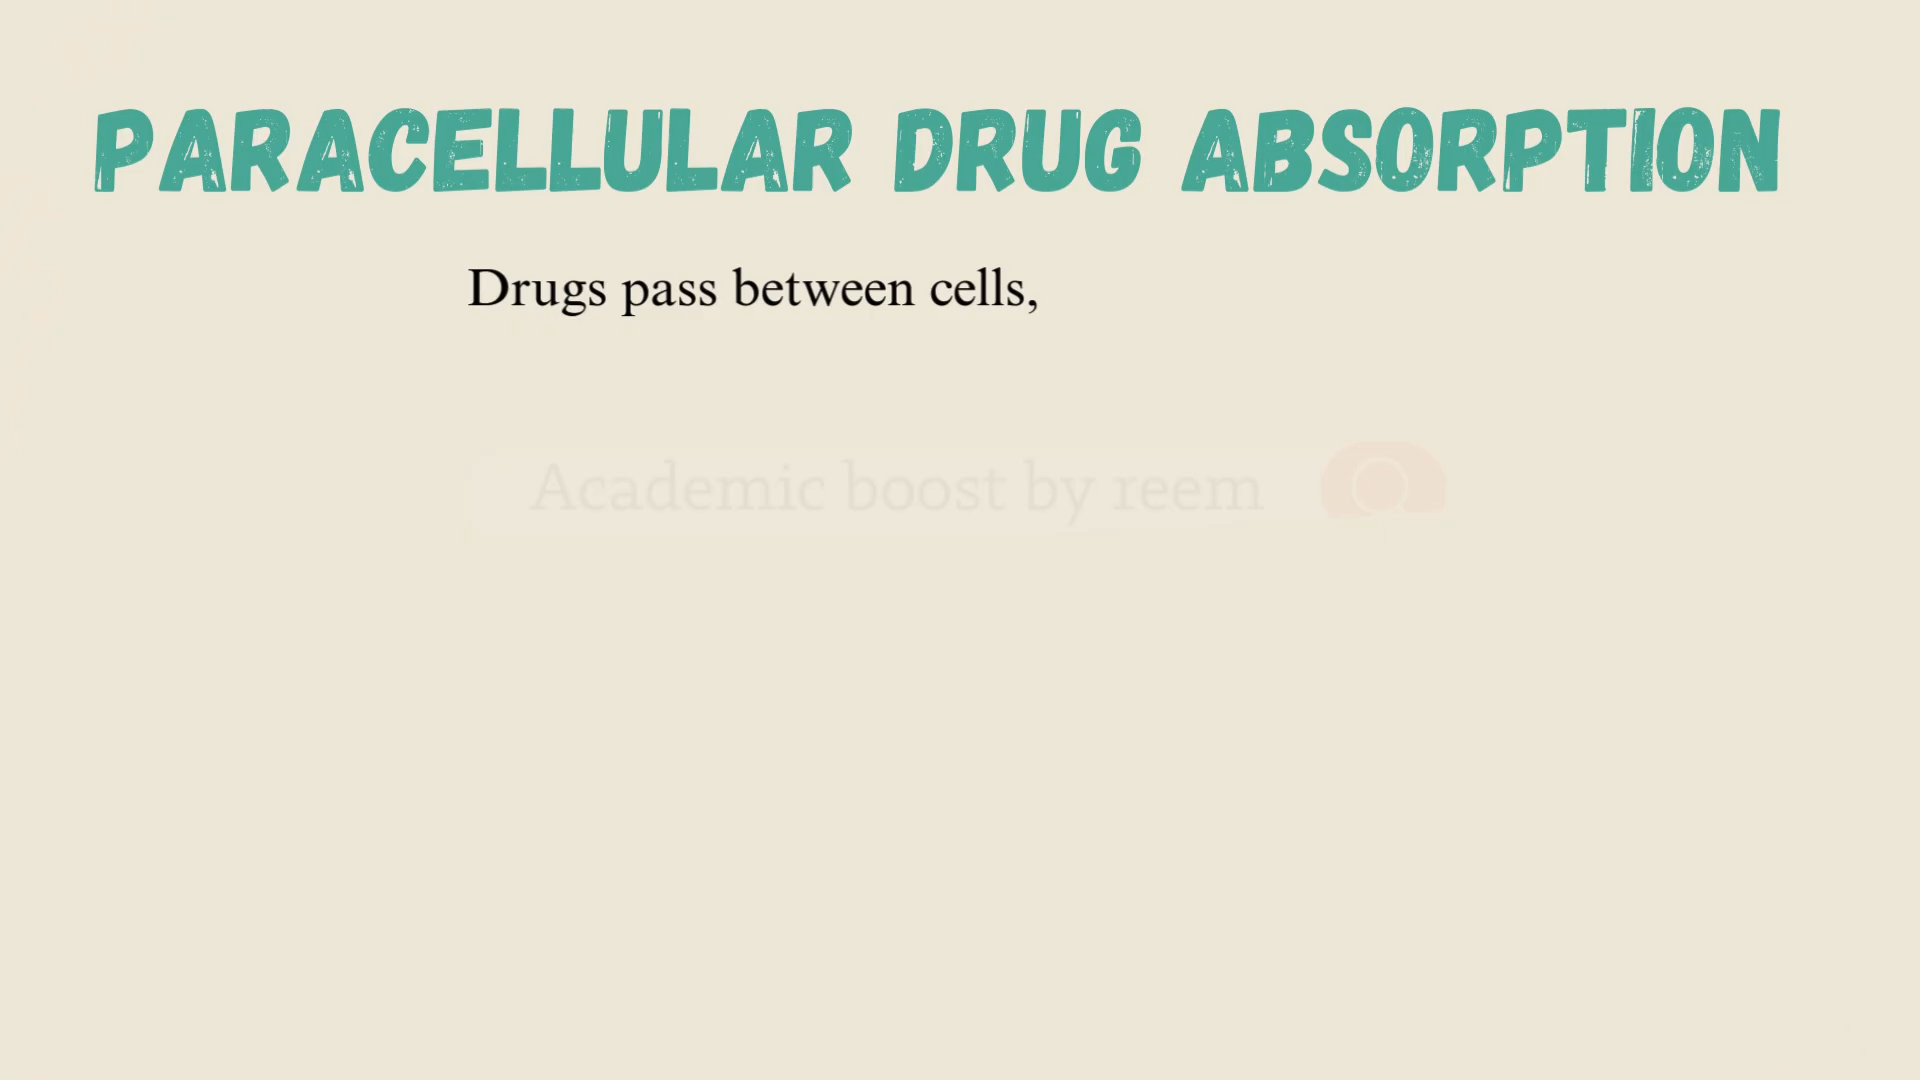 PARACELLULAR DRUG ABSORPTION
Drugs pass between cells,
Academic boost by reem